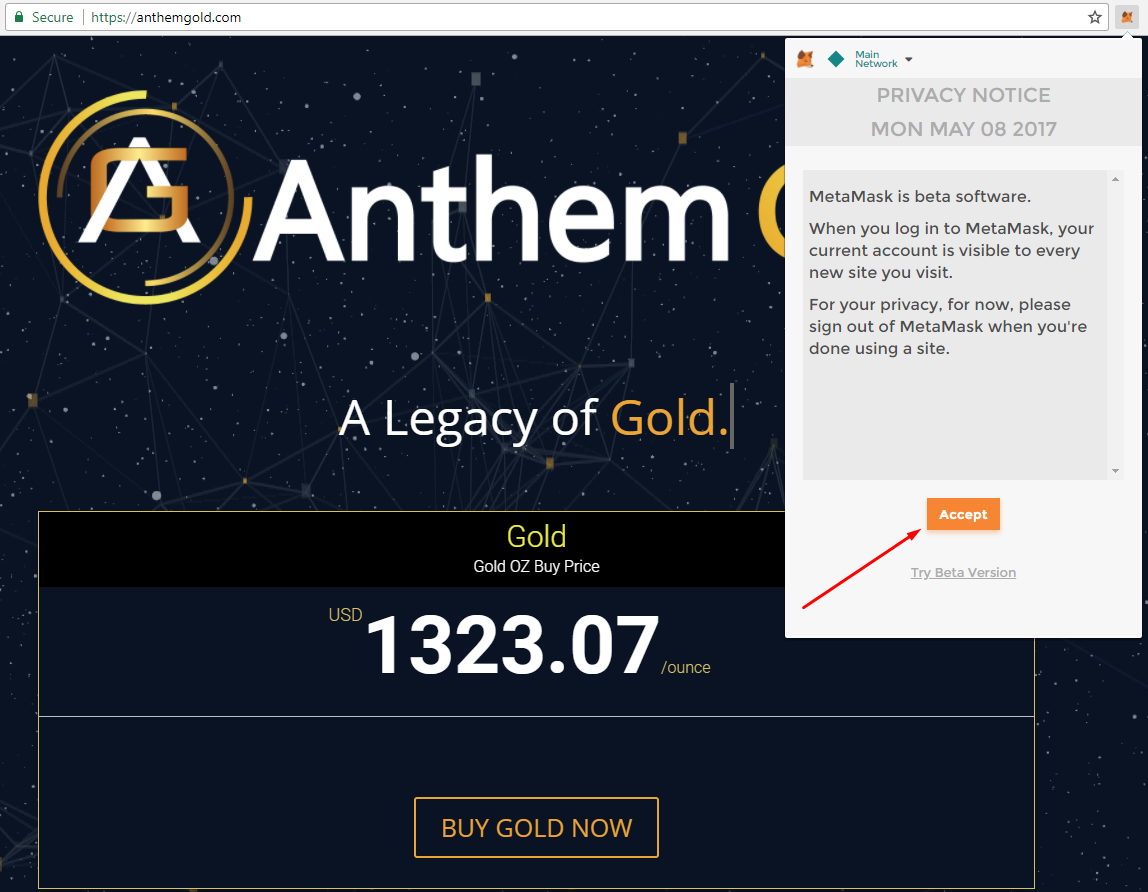 Secure https://anthemgold.com
Main
Network
PRIVACY NOTICE
MON MAY 08 2017
MetaMask is beta software.
When you log in to MetaMask, your
current account is visible to every
new site you visit.
For your privacy, for now, please
sign out of MetaMask when you're
done using a site.
Accept
Try Beta Version
AG
Anthem
A Legacy of Gold.
Gold
Gold OZ Buy Price
USD 1323.07 /ounce
BUY GOLD NOW